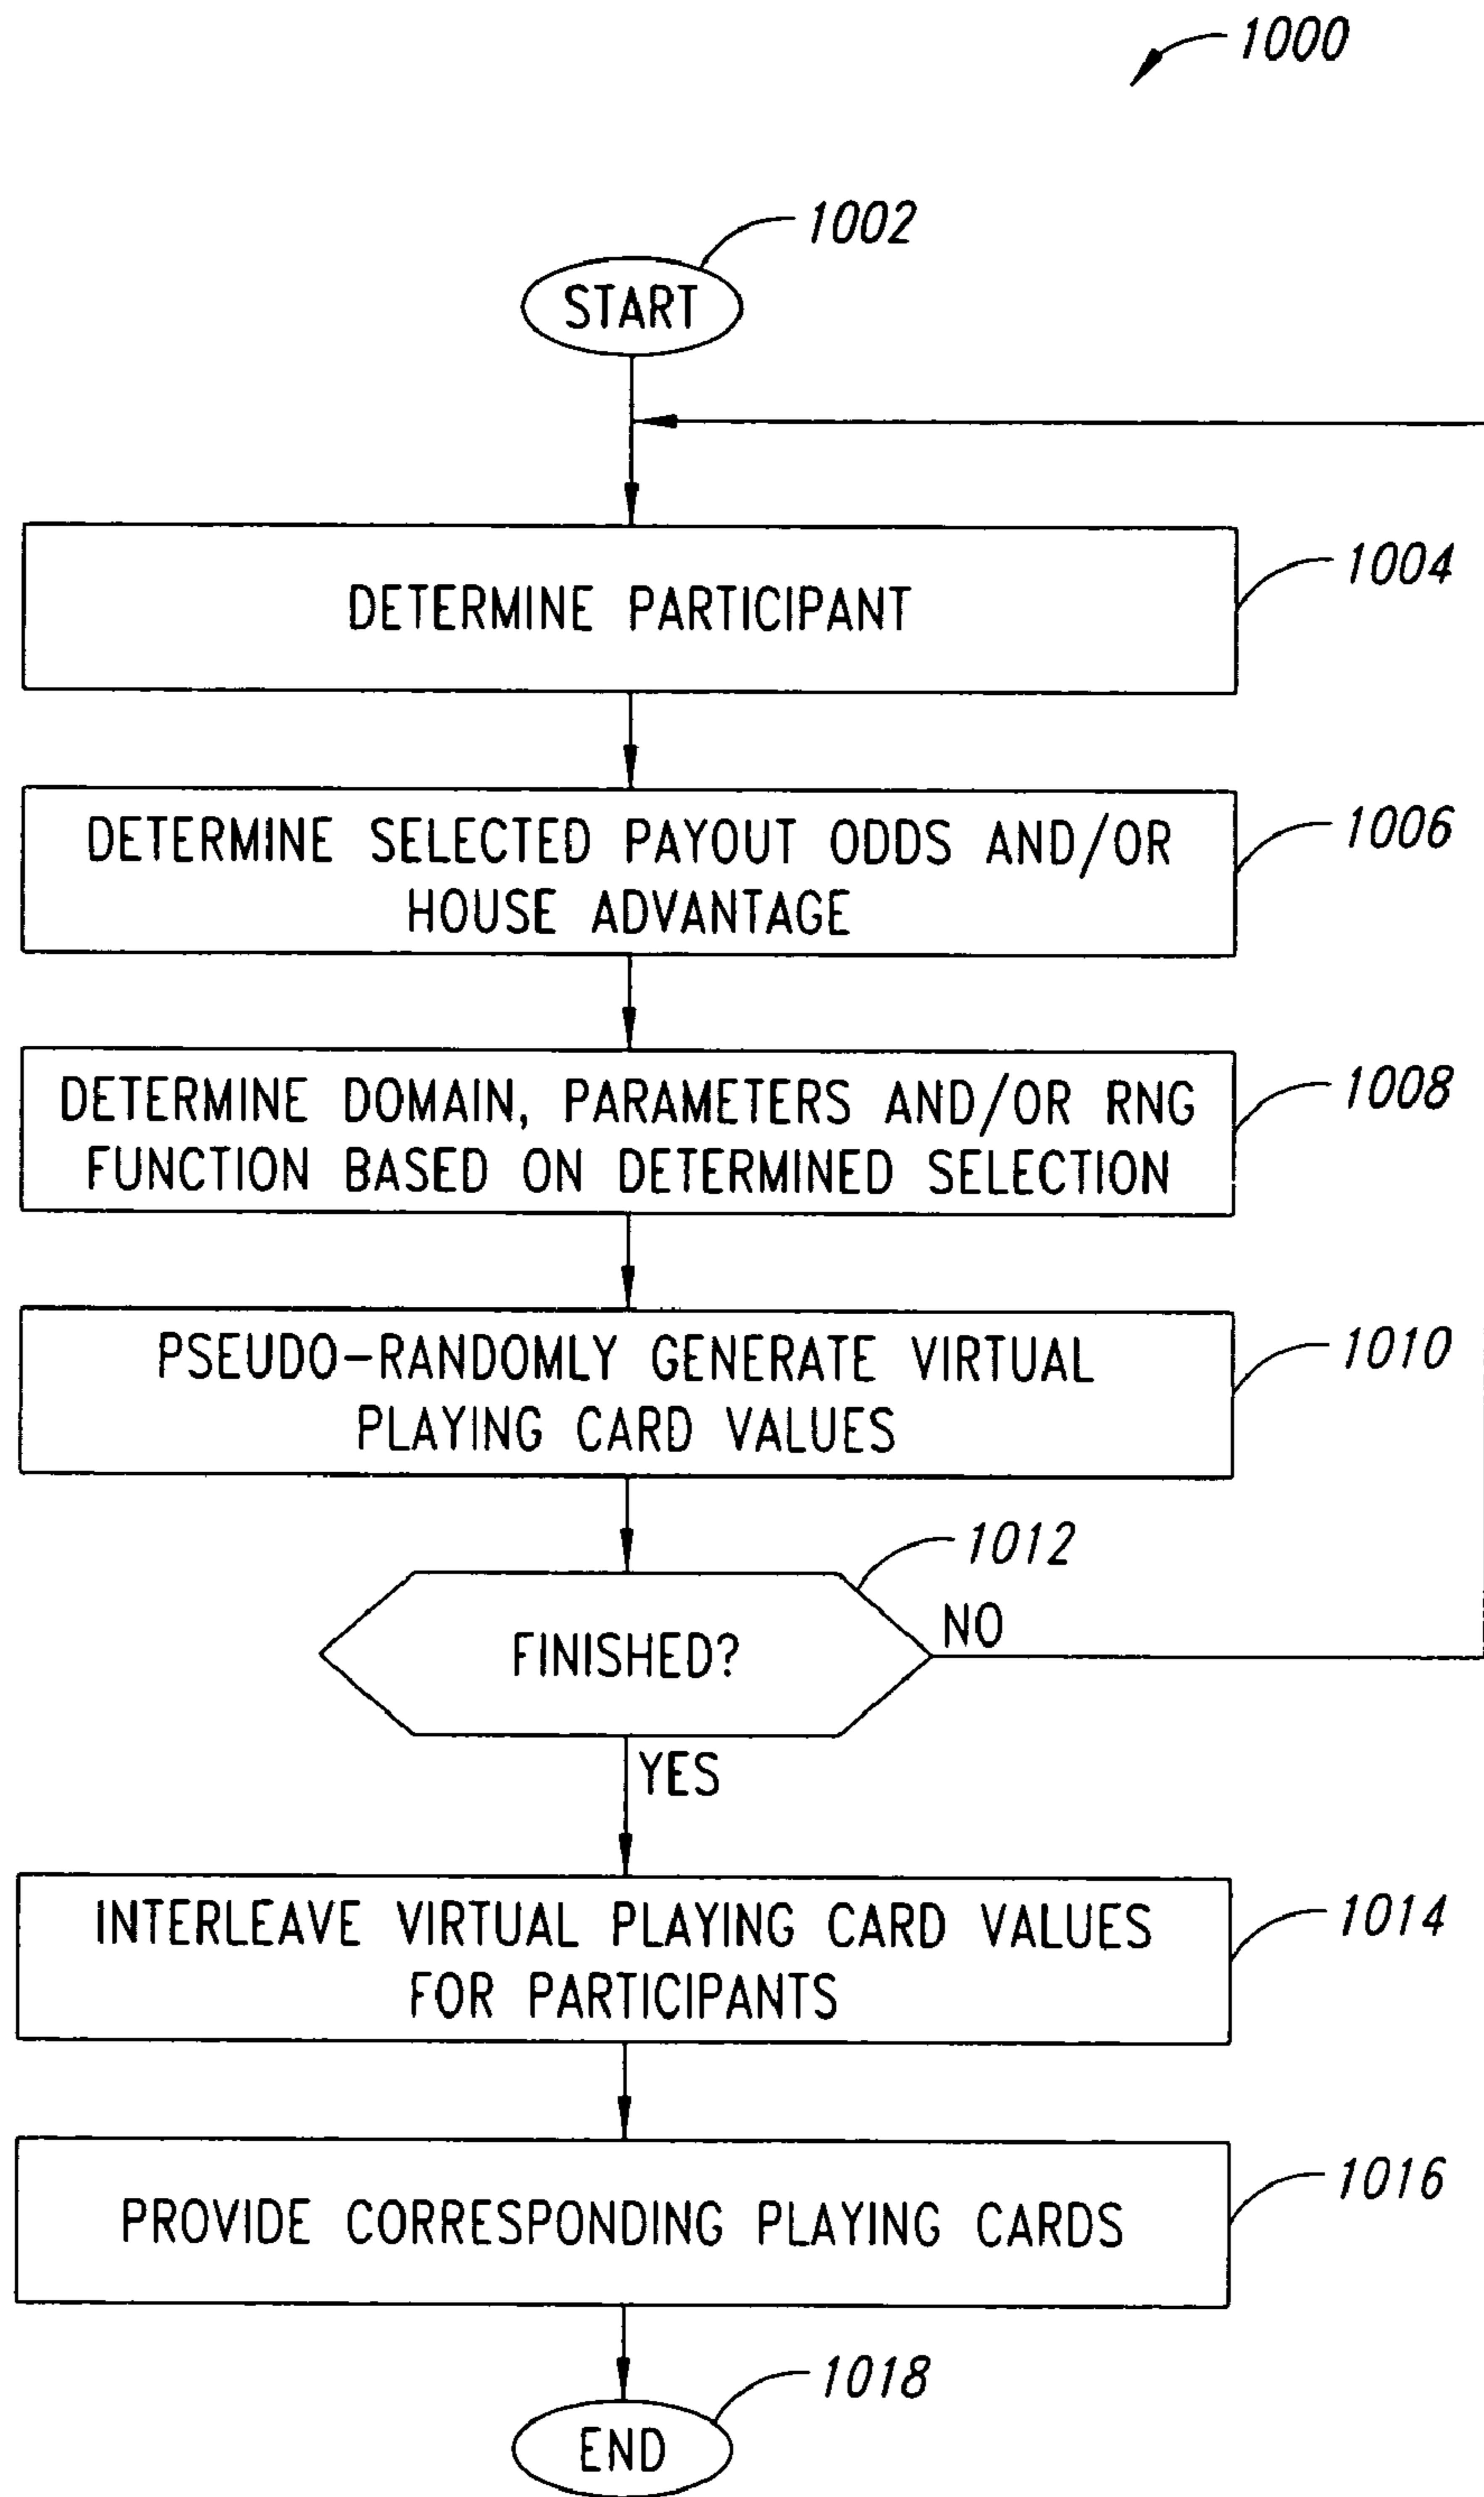 1000
1002
START
DETERMINE PARTICIPANT
1004
DETERMINE SELECTED PAYOUT ODDS AND/OR
HOUSE ADVANTAGE
1006
DETERMINE DOMAIN, PARAMETERS AND/OR RNG
FUNCTION BASED ON DETERMINED SELECTION
1008
PSEUDO-RANDOMLY GENERATE VIRTUAL
PLAYING CARD VALUES
1010
1012
FINISHED?
NO
YES
INTERLEAVE VIRTUAL PLAYING CARD VALUES
FOR PARTICIPANTS
1014
PROVIDE CORRESPONDING PLAYING CARDS
1016
1018
END